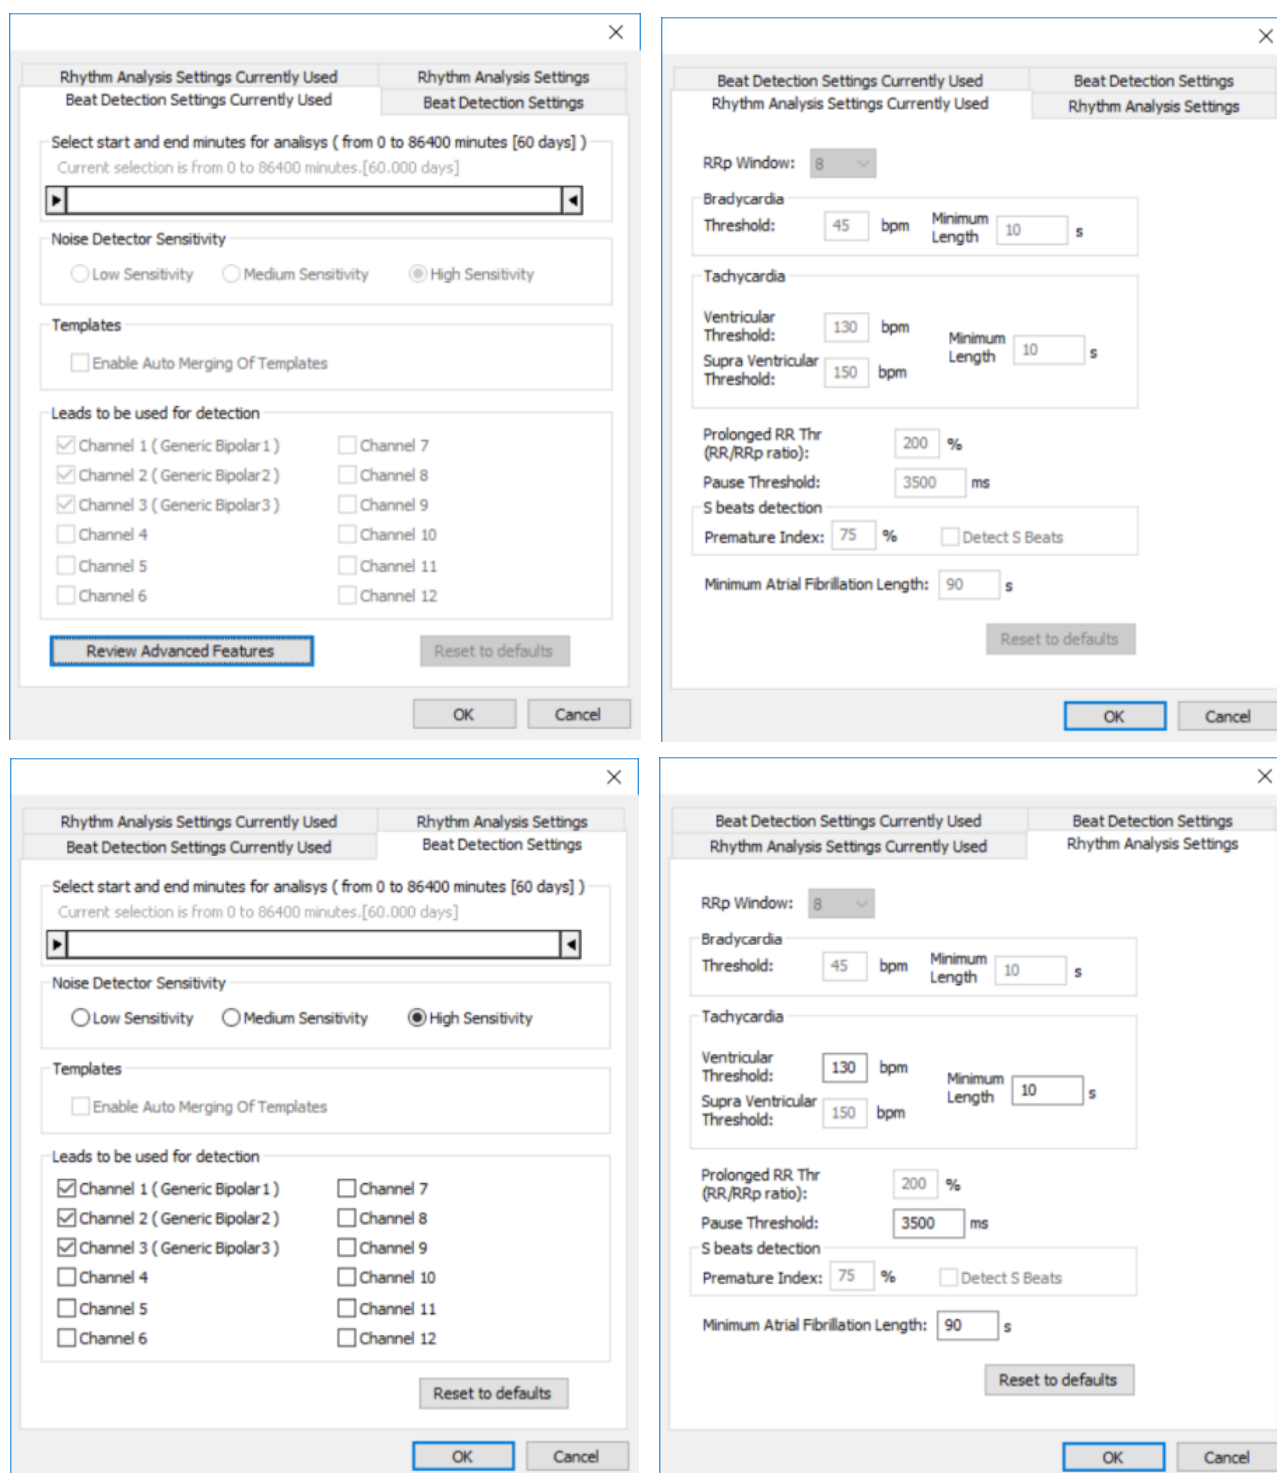 Rhythm Analysis Settings Currently Used Rhythm Analysis Settings
Beat Detection Settings Currently Used Beat Detection Settings
Select start and end minutes for analisys ( from 0 to 86400 minutes [60 days] )
Current selection is from 0 to 86400 minutes.[60.000 days]
Noise Detector Sensitivity
Low Sensitivity Medium Sensitivity High Sensitivity
Templates
Enable Auto Merging Of Templates
Leads to be used for detection
Channel 1 ( Generic Bipolar1 ) Channel 7
Channel 2 ( Generic Bipolar2 ) Channel 8
Channel 3 ( Generic Bipolar3 ) Channel 9
Channel 4 Channel 10
Channel 5 Channel 11
Channel 6 Channel 12
Review Advanced Features Reset to defaults
OK Cancel
Beat Detection Settings Currently Used Beat Detection Settings
Rhythm Analysis Settings Currently Used Rhythm Analysis Settings
RRp Window: 8
Bradycardia
Threshold: 45 bpm Minimum Length 10 s
Tachycardia
Ventricular Threshold: 130 bpm Minimum Length 10 s
Supra Ventricular Threshold: 150 bpm
Prolonged RR Thr (RR/RRp ratio): 200 %
Pause Threshold: 3500 ms
S beats detection
Premature Index: 75 % Detect S Beats
Minimum Atrial Fibrillation Length: 90 s
Reset to defaults
OK Cancel
Rhythm Analysis Settings Currently Used Rhythm Analysis Settings
Beat Detection Settings Currently Used Beat Detection Settings
Select start and end minutes for analisys ( from 0 to 86400 minutes [60 days] )
Current selection is from 0 to 86400 minutes.[60.000 days]
Noise Detector Sensitivity
Low Sensitivity Medium Sensitivity High Sensitivity
Templates
Enable Auto Merging Of Templates
Leads to be used for detection
Channel 1 ( Generic Bipolar1 ) Channel 7
Channel 2 ( Generic Bipolar2 ) Channel 8
Channel 3 ( Generic Bipolar3 ) Channel 9
Channel 4 Channel 10
Channel 5 Channel 11
Channel 6 Channel 12
Reset to defaults
OK Cancel
Beat Detection Settings Currently Used Beat Detection Settings
Rhythm Analysis Settings Currently Used Rhythm Analysis Settings
RRp Window: 8
Bradycardia
Threshold: 45 bpm Minimum Length 10 s
Tachycardia
Ventricular Threshold: 130 bpm Minimum Length 10 s
Supra Ventricular Threshold: 150 bpm
Prolonged RR Thr (RR/RRp ratio): 200 %
Pause Threshold: 3500 ms
S beats detection
Premature Index: 75 % Detect S Beats
Minimum Atrial Fibrillation Length: 90 s
Reset to defaults
OK Cancel